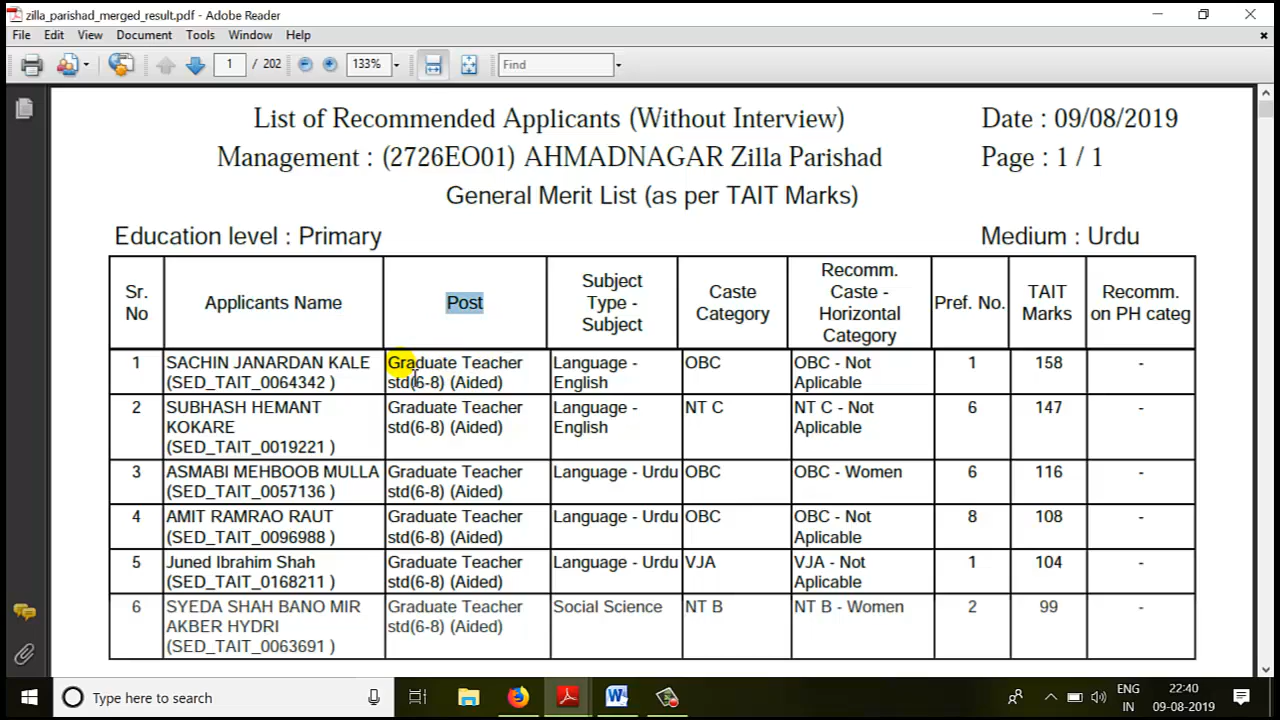 zilla_parishad_merged_result.pdf - Adobe Reader
File Edit View Document Tools Window Help
1 / 202 133% Find
List of Recommended Applicants (Without Interview) Date : 09/08/2019
Management : (2726EO01) AHMADNAGAR Zilla Parishad Page : 1 / 1
General Merit List (as per TAIT Marks)
Education level : Primary Medium : Urdu
Sr. No Applicants Name Post Subject Type - Subject Caste Category Recomm. Caste - Horizontal Category Pref. No. TAIT Marks Recomm. on PH categ
1 SACHIN JANARDAN KALE Graduate Teacher Language - OBC OBC - Not 1 158 -
(SED_TAIT_0064342 ) std(6-8) (Aided) English Aplicable
2 SUBHASH HEMANT Graduate Teacher Language - NT C NT C - Not 6 147 -
KOKARE std(6-8) (Aided) English Aplicable
(SED_TAIT_0019221 )
3 ASMABI MEHBOOB MULLA Graduate Teacher Language - Urdu OBC OBC - Women 6 116 -
(SED_TAIT_0057136 ) std(6-8) (Aided)
4 AMIT RAMRAO RAUT Graduate Teacher Language - Urdu OBC OBC - Not 8 108 -
(SED_TAIT_0096988 ) std(6-8) (Aided) Aplicable
5 Juned Ibrahim Shah Graduate Teacher Language - Urdu VJA VJA - Not 1 104 -
(SED_TAIT_0168211 ) std(6-8) (Aided) Aplicable
6 SYEDA SHAH BANO MIR Graduate Teacher Social Science NT B NT B - Women 2 99 -
AKBER HYDRI std(6-8) (Aided)
(SED_TAIT_0063691 )
Type here to search ENG 22:40
IN 09-08-2019